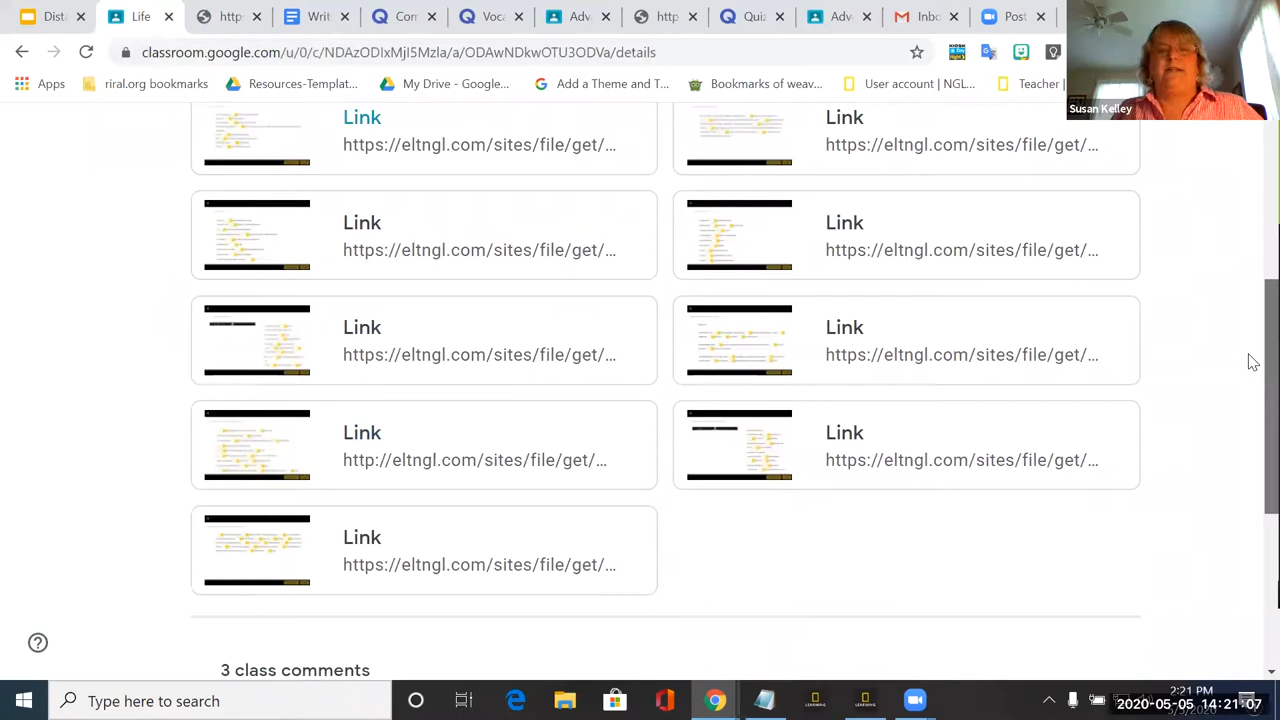 Dist
Life
http
Writ
Con
Voc
Adv
http
Quiz
Adv
Inb
Post
classroom.google.com/u/0/c/NDAzODIxMjI5Mzla/a/ODAwNDkwOTU3ODVa/details
Apps
riral.org bookmarks
Resources-Templat...
My Drive - Google...
Add a Theme and T...
Bookmarks of weav...
User account | NGL...
Teacher
Susan Kelley
Link
https://eltngl.com/sites/file/get/...
Link
https://eltngl.com/sites/file/get/...
Link
https://eltngl.com/sites/file/get/...
Link
https://eltngl.com/sites/file/get/...
Link
https://eltngl.com/sites/file/get/...
Link
https://eltngl.com/sites/file/get/...
Link
http://eltngl.com/sites/file/get/...
Link
https://eltngl.com/sites/file/get/...
Link
https://eltngl.com/sites/file/get/...
3 class comments
Type here to search
LEARNING
LEARNING
2:21 PM
2020-05-05 14:21:07